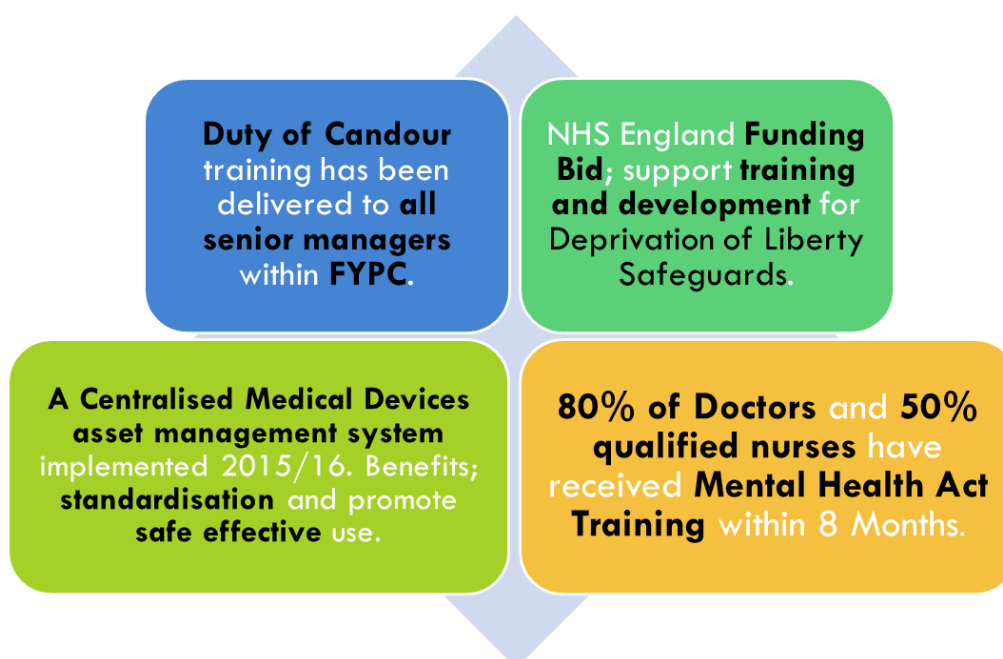 Duty of Candour
training has been
delivered to all
senior managers
within FYPC.
NHS England Funding
Bid; support training
and development for
Deprivation of Liberty
Safeguards.
A Centralised Medical Devices
asset management system
implemented 2015/16. Benefits;
standardisation and promote
safe effective use.
80% of Doctors and 50%
qualified nurses have
received Mental Health Act
Training within 8 Months.